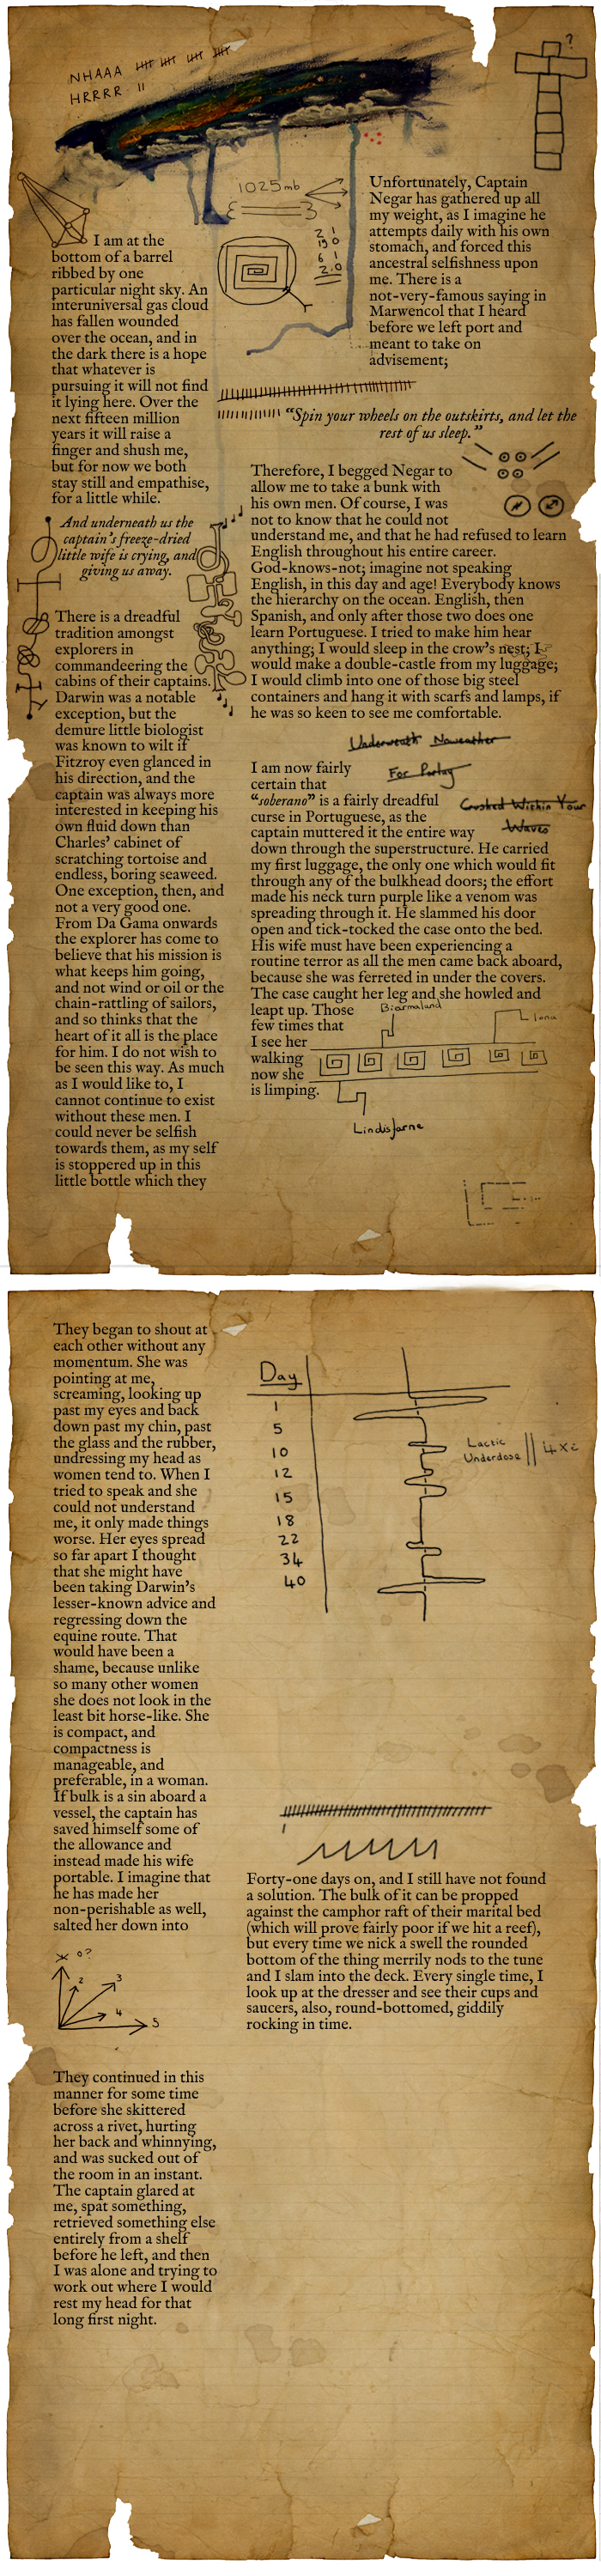 NHAAA
HRRRR II
?
1025mb
I am at the
bottom of a barrel
ribbed by one
particular night sky. An
interuniversal gas cloud
has fallen wounded
over the ocean, and in
the dark there is a hope
that whatever is
pursuing it will not find
it lying here. Over the
next fifteen million
years it will raise a
finger and shush me,
but for now we both
stay still and empathise,
for a little while.
And underneath us the
captain's freeze-dried
little wife is crying, and
giving us away.
There is a dreadful
tradition amongst
explorers in
commandeering the
cabins of their captains.
Darwin was a notable
exception, but the
demure little biologist
was known to wilt if
Fitzroy even glanced in
his direction, and the
captain was always more
interested in keeping his
own fluid down than
Charles' cabinet of
scratching tortoise and
endless, boring seaweed.
One exception, then, and
not a very good one.
From Da Gama onwards
the explorer has come to
believe that his mission is
what keeps him going,
and not wind or oil or the
chain-rattling of sailors,
and so thinks that the
heart of it all is the place
for him. I do not wish to
be seen this way. As much
as I would like to, I
cannot continue to exist
without these men. I
could never be selfish
towards them, as my self
is stoppered up in this
little bottle which they
Unfortunately, Captain
Negar has gathered up all
my weight, as I imagine he
attempts daily with his own
stomach, and forced this
ancestral selfishness upon
me. There is a
not-very-famous saying in
Marwencol that I heard
before we left port and
meant to take on
advisement;
"Spin your wheels on the outskirts, and let the
rest of us sleep."
Therefore, I begged Negar to
allow me to take a bunk with
his own men. Of course, I was
not to know that he could not
understand me, and that he had refused to learn
English throughout his entire career.
God-knows-not; imagine not speaking
English, in this day and age! Everybody knows
the hierarchy on the ocean. English, then
Spanish, and only after those two does one
learn Portuguese. I tried to make him hear
anything; I would sleep in the crow's nest; I
would make a double-castle from my luggage;
I would climb into one of those big steel
containers and hang it with scarfs and lamps, if
he was so keen to see me comfortable.
Underneath
For
Crushed Within Your
Waves
I am now fairly
certain that
"soberano" is a fairly dreadful
curse in Portuguese, as the
captain muttered it the entire way
down through the superstructure. He carried
my first luggage, the only one which would fit
through any of the bulkhead doors; the effort
made his neck turn purple like a venom was
spreading through it. He slammed his door
open and tick-tocked the case onto the bed.
His wife must have been experiencing a
routine terror as all the men came back aboard,
because she was ferreted in under the covers.
The case caught her leg and she howled and
leapt up. Those
few times that
I see her
walking
now she
is limping.
Biarmaland
Iona
Lindisfarne
They began to shout at
each other without any
momentum. She was
pointing at me,
screaming, looking up
past my eyes and back
down past my chin, past
the glass and the rubber,
undressing my head as
women tend to. When I
tried to speak and she
could not understand
me, it only made things
worse. Her eyes spread
so far apart I thought
that she might have
been taking Darwin's
lesser-known advice and
regressing down the
equine route. That
would have been a
shame, because unlike
so many other women
she does not look in the
least bit horse-like. She
is compact, and
compactness is
manageable, and
preferable, in a woman.
If bulk is a sin aboard a
vessel, the captain has
saved himself some of
the allowance and
instead made his wife
portable. I imagine that
he has made her
non-perishable as well,
salted her down into
0?
2
3
4
5
They continued in this
manner for some time
before she skittered
across a rivet, hurting
her back and whinnying,
and was sucked out of
the room in an instant.
The captain glared at
me, spat something,
retrieved something else
entirely from a shelf
before he left, and then
I was alone and trying to
work out where I would
rest my head for that
long first night.
Day
1
5
10
12
15
18
22
34
40
Lactic
Underdose
Forty-one days on, and I still have not found
a solution. The bulk of it can be propped
against the camphor raft of their marital bed
(which will prove fairly poor if we hit a reef),
but every time we nick a swell the rounded
bottom of the thing merrily nods to the tune
and I slam into the deck. Every single time, I
look up at the dresser and see their cups and
saucers, also, round-bottomed, giddily
rocking in time.